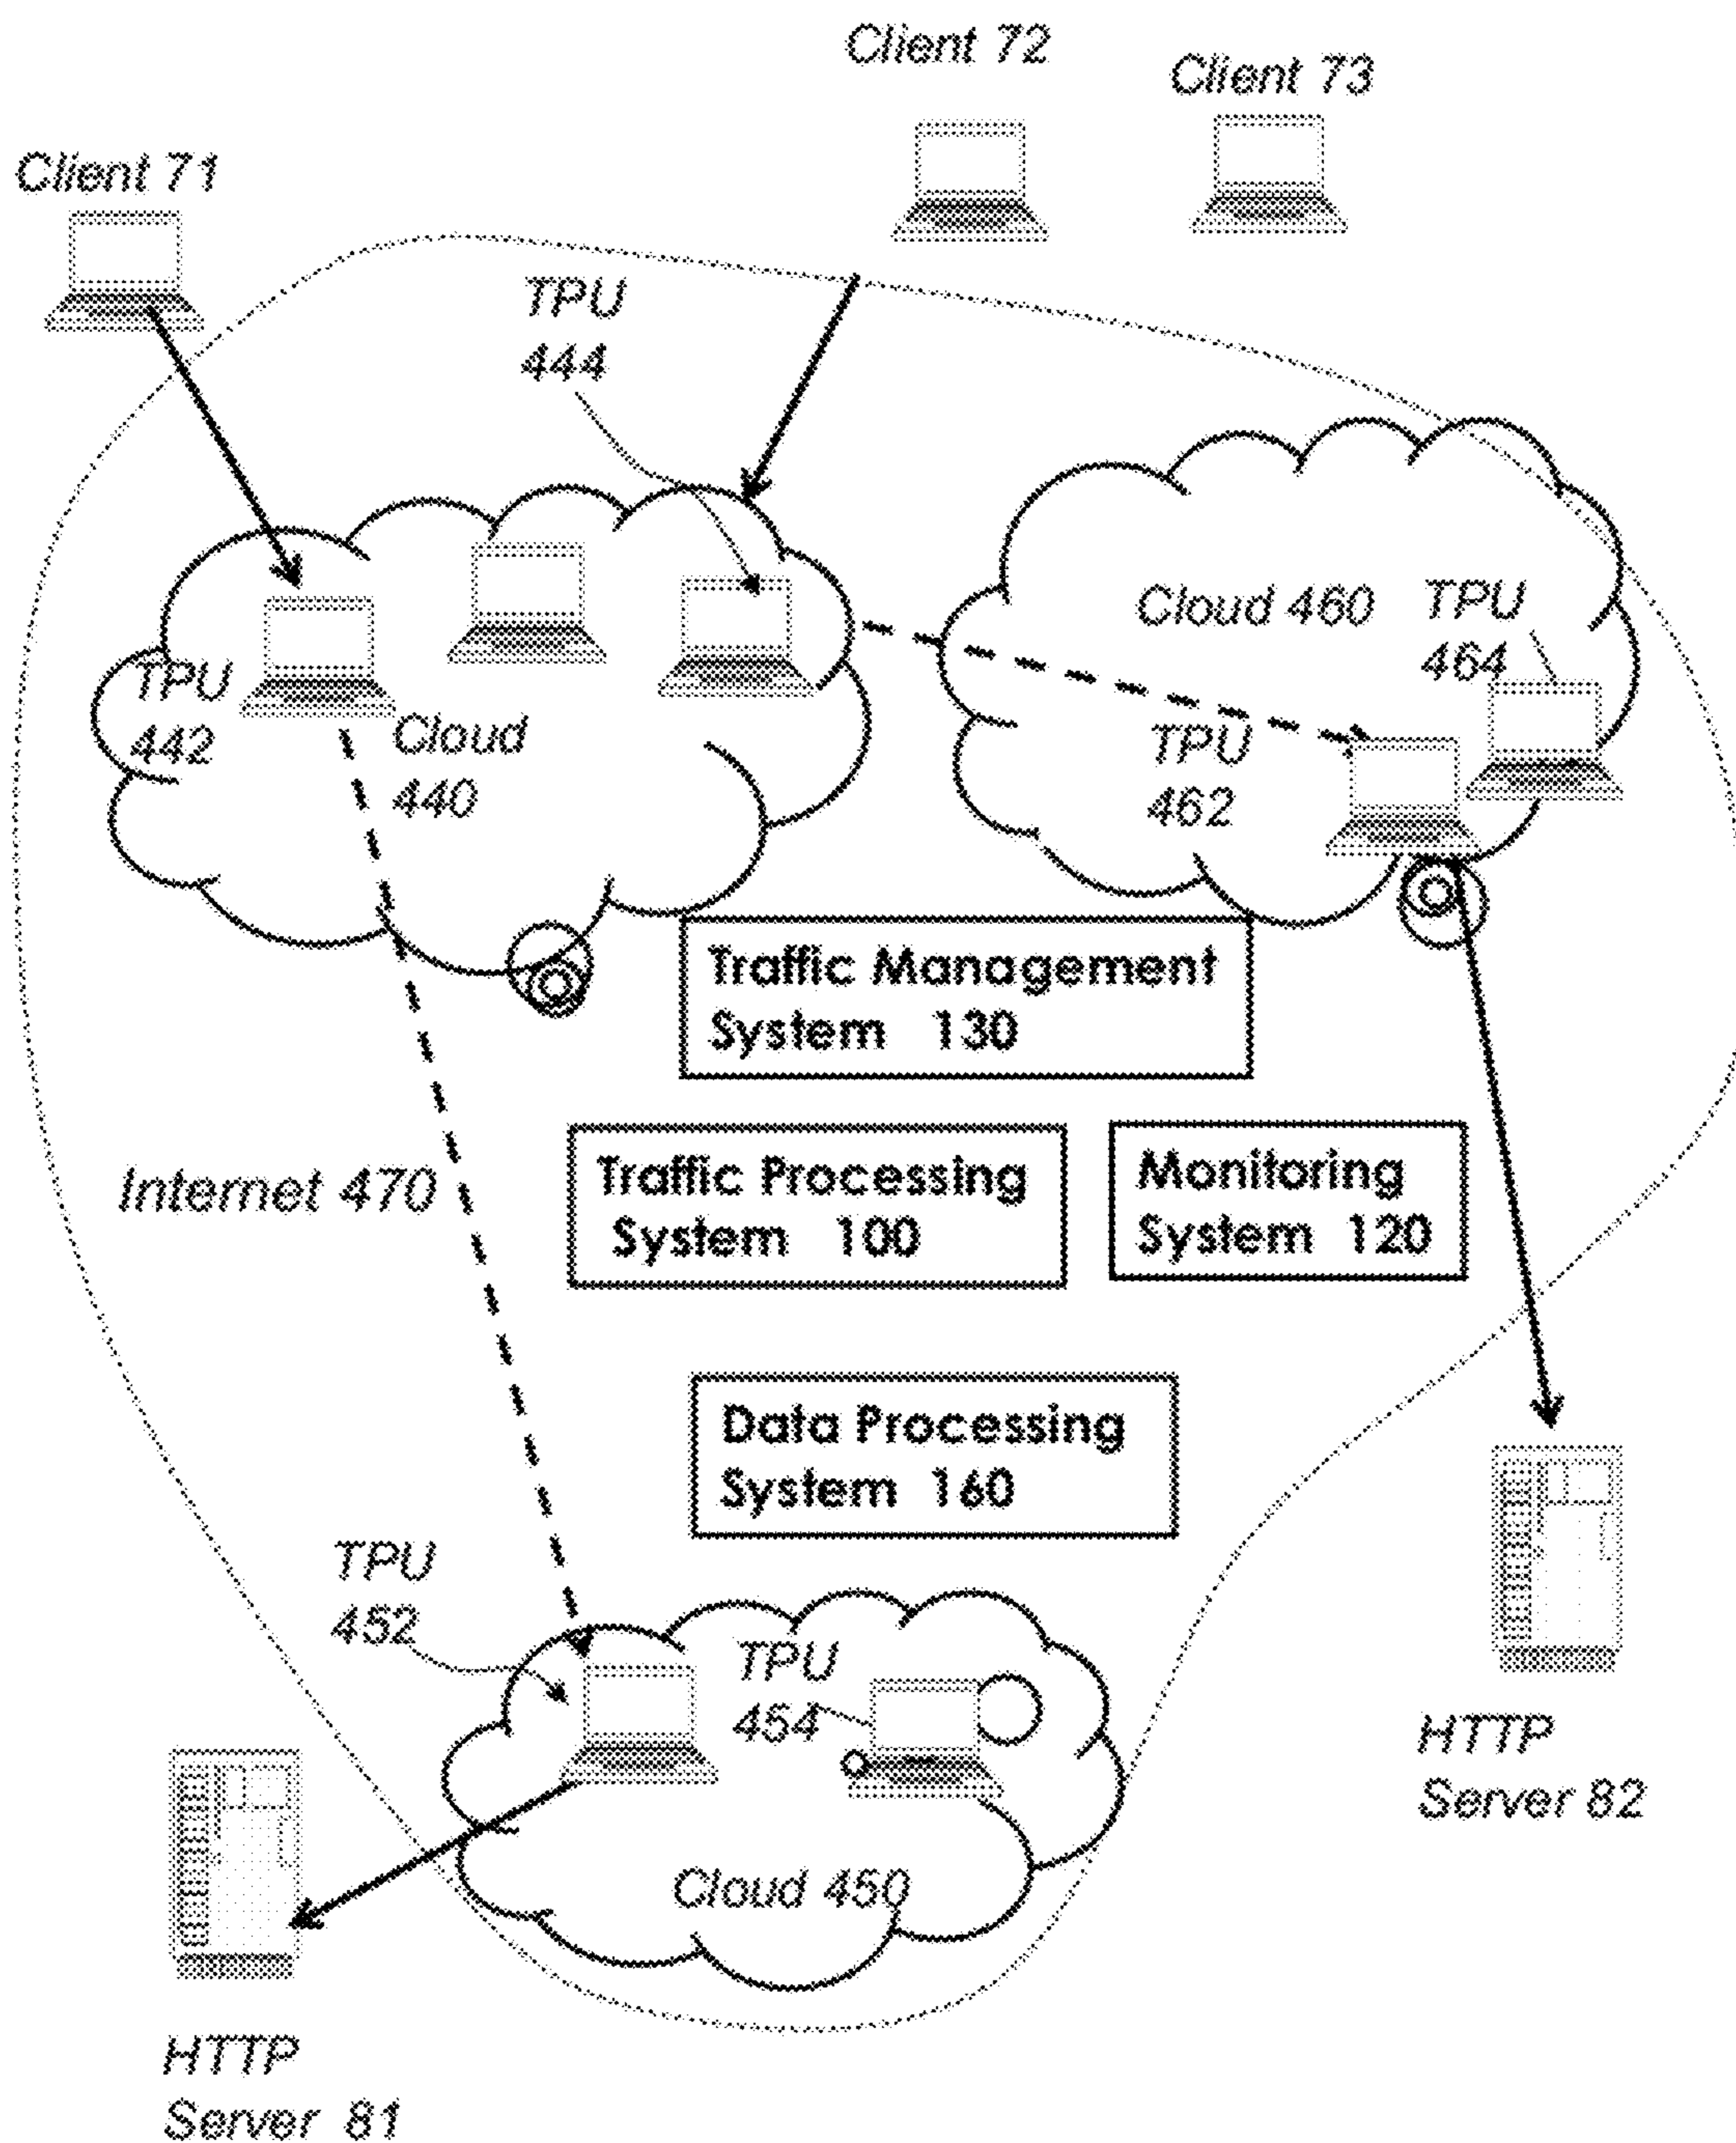 Client 72
Client 73
Client 71
TPU
444
Cloud 460
TPU
464
TPU
442
Cloud
440
TPU
462
Traffic Management
System 130
Internet 470
Traffic Processing
System 100
Monitoring
System 120
Data Processing
System 160
TPU
452
TPU
454
Cloud 450
HTTP
Server 82
HTTP
Server 81